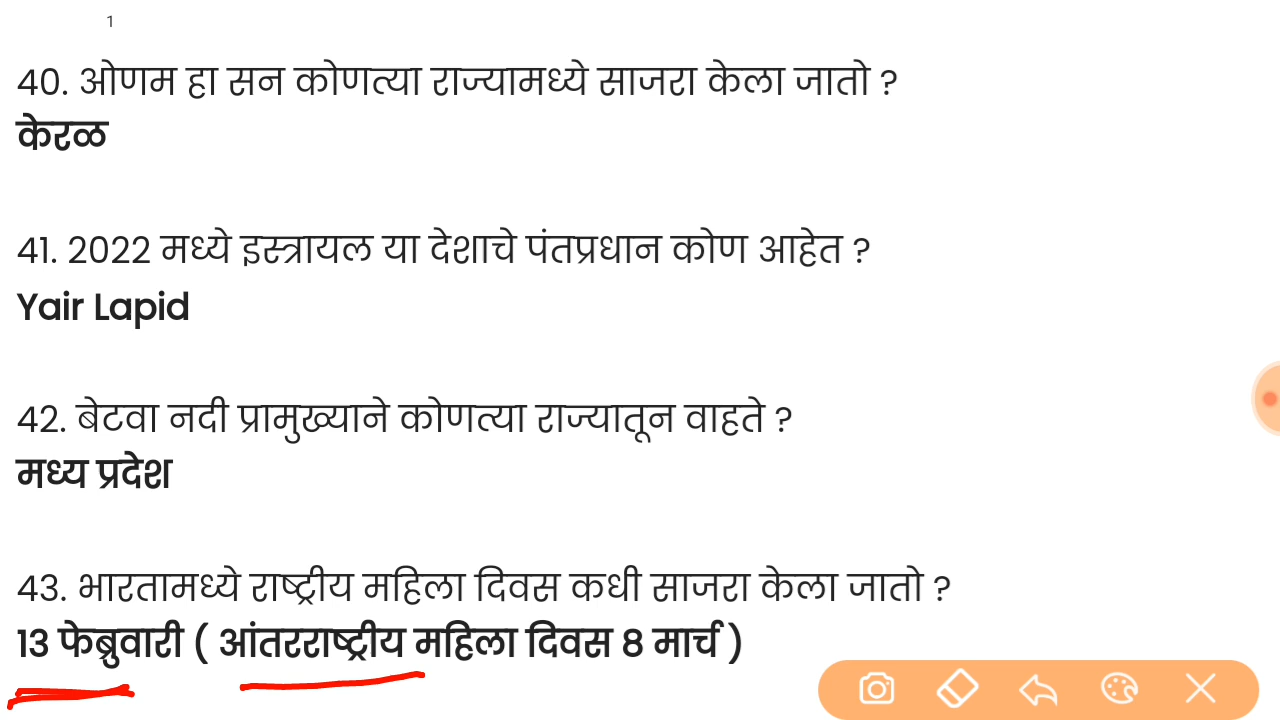 1
40. ओणम हा सन कोणत्या राज्यामध्ये साजरा केला जातो ?
केरळ
41. 2022 मध्ये इस्त्रायल या देशाचे पंतप्रधान कोण आहेत ?
Yair Lapid
42. बेटवा नदी प्रामुख्याने कोणत्या राज्यातून वाहते ?
मध्य प्रदेश
43. भारतामध्ये राष्ट्रीय महिला दिवस कधी साजरा केला जातो ?
13 फेब्रुवारी ( आंतरराष्ट्रीय महिला दिवस 8 मार्च )